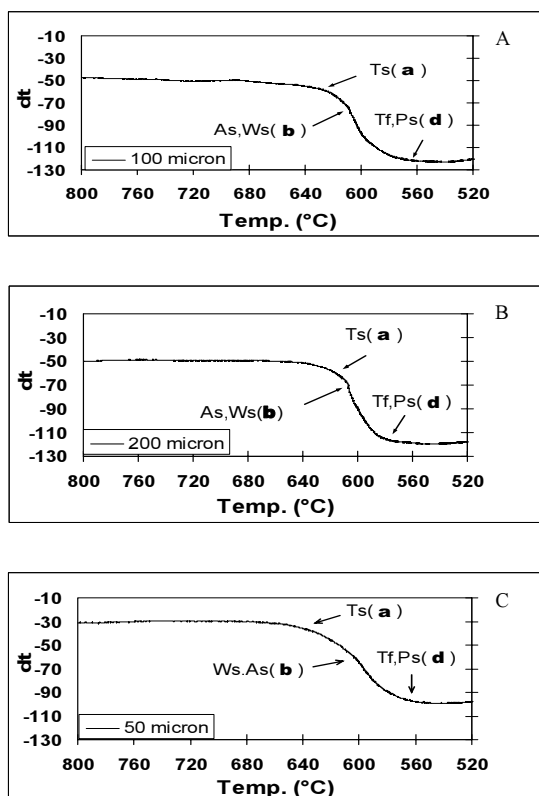 A
-10
-30
-50
-70
-90
-110
-130
dt
Ts( a )
As,Ws( b )
Tf,Ps( d )
100 micron
800 760 720 680 640 600 560 520
Temp. (°C)
B
-10
-30
-50
-70
-90
-110
-130
dt
Ts( a )
As,Ws(b)
Tf,Ps( d )
200 micron
800 760 720 680 640 600 560 520
Temp. (°C)
C
-10
-30
-50
-70
-90
-110
-130
dt
Ts( a )
Ws.As( b )
Tf,Ps( d )
50 micron
800 760 720 680 640 600 560 520
Temp. (°C)